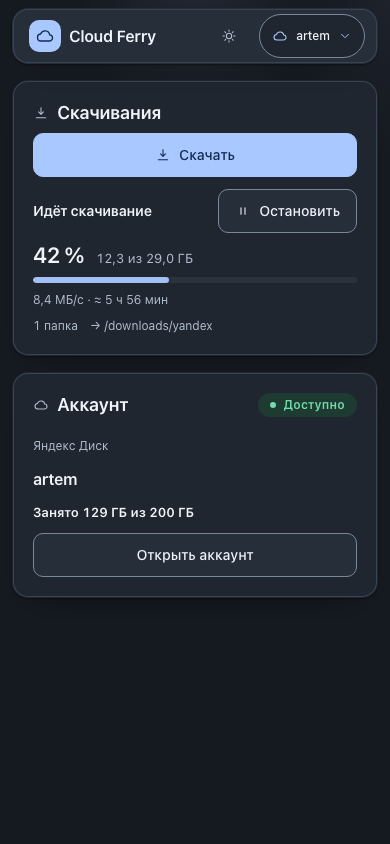 Cloud Ferry
artem
Скачивания
Скачать
Идёт скачивание
Остановить
42 % 12,3 из 29,0 ГБ
8,4 МБ/с · ≈ 5 ч 56 мин
1 папка → /downloads/yandex
Аккаунт
Доступно
Яндекс Диск
artem
Занято 129 ГБ из 200 ГБ
Открыть аккаунт